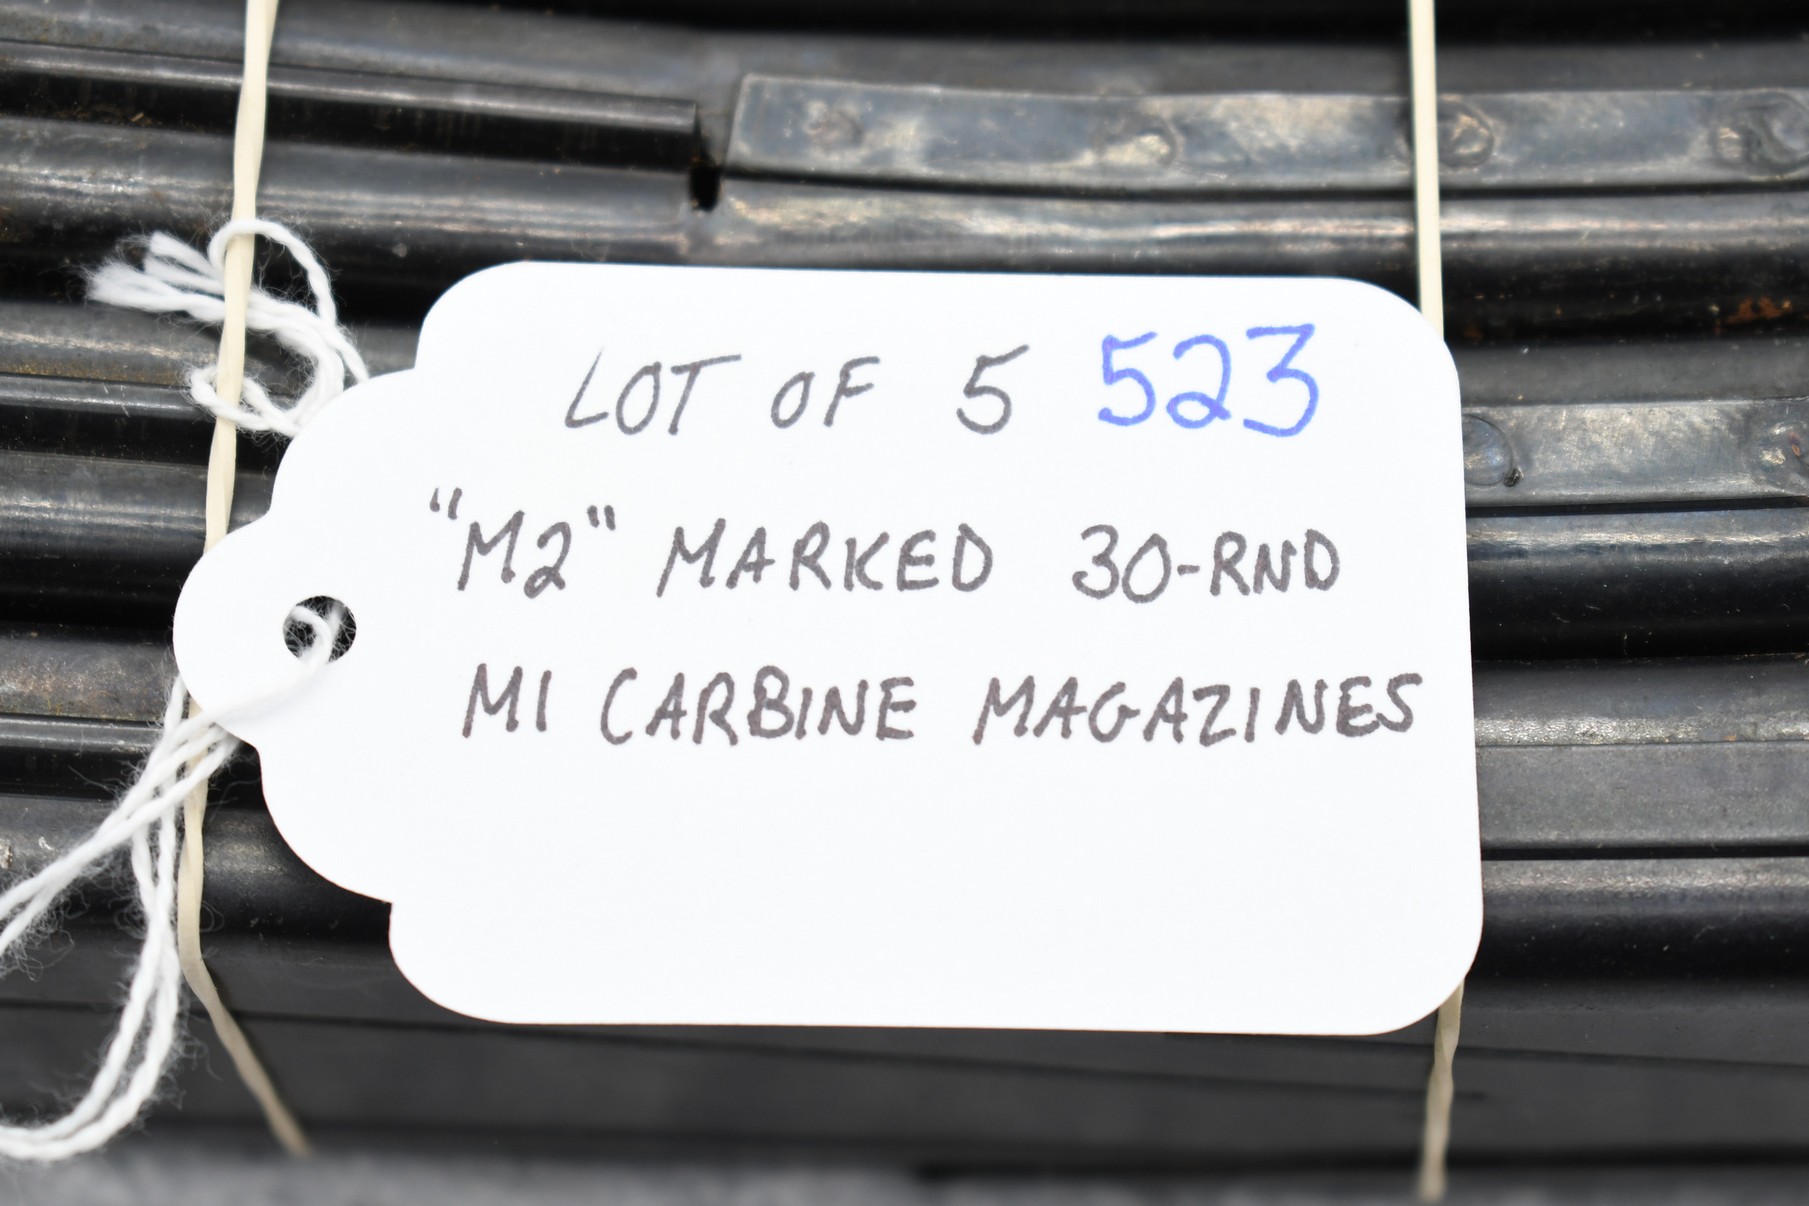 LOT OF 5 523
"M2" MARKED 30-RND
M1 CARBINE MAGAZINES